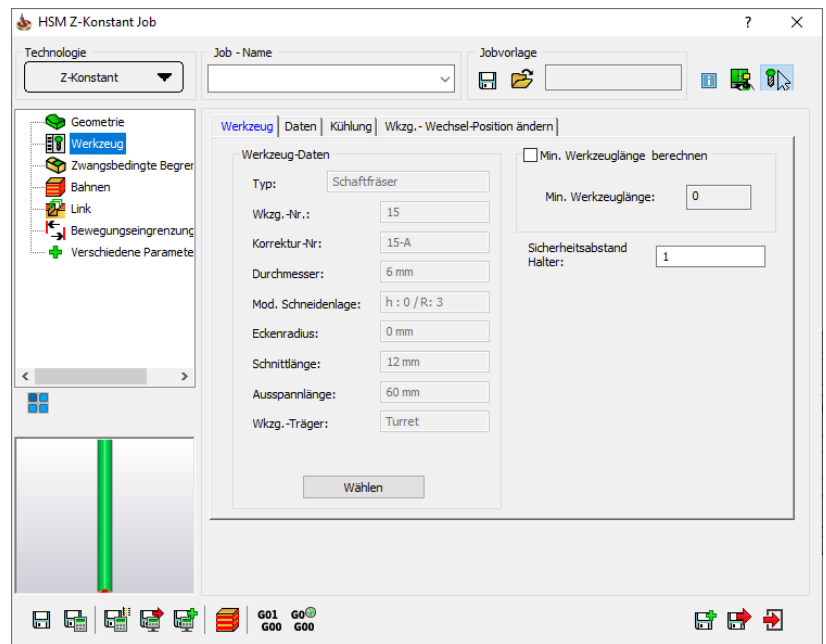 HSM Z-Konstant Job
?
Technologie
Z-Konstant
Job - Name
Jobvorlage
Geometrie
Werkzeug
Zwangsbedingte Begrer
Bahnen
Link
Bewegungseingrenzung
Verschiedene Paramete
Werkzeug
Daten
Kühlung
Wkzg.- Wechsel-Position ändern
Werkzeug-Daten
Typ: Schaftfräser
Wkzg.-Nr.: 15
Korrektur-Nr: 15-A
Durchmesser: 6 mm
Mod. Schneidenlage: h : 0 / R: 3
Eckenradius: 0 mm
Schnittlänge: 12 mm
Ausspannlänge: 60 mm
Wkzg.-Träger: Turret
Wählen
Min. Werkzeuglänge berechnen
Min. Werkzeuglänge: 0
Sicherheitsabstand
Halter: 1
G01
G00
G0
G00